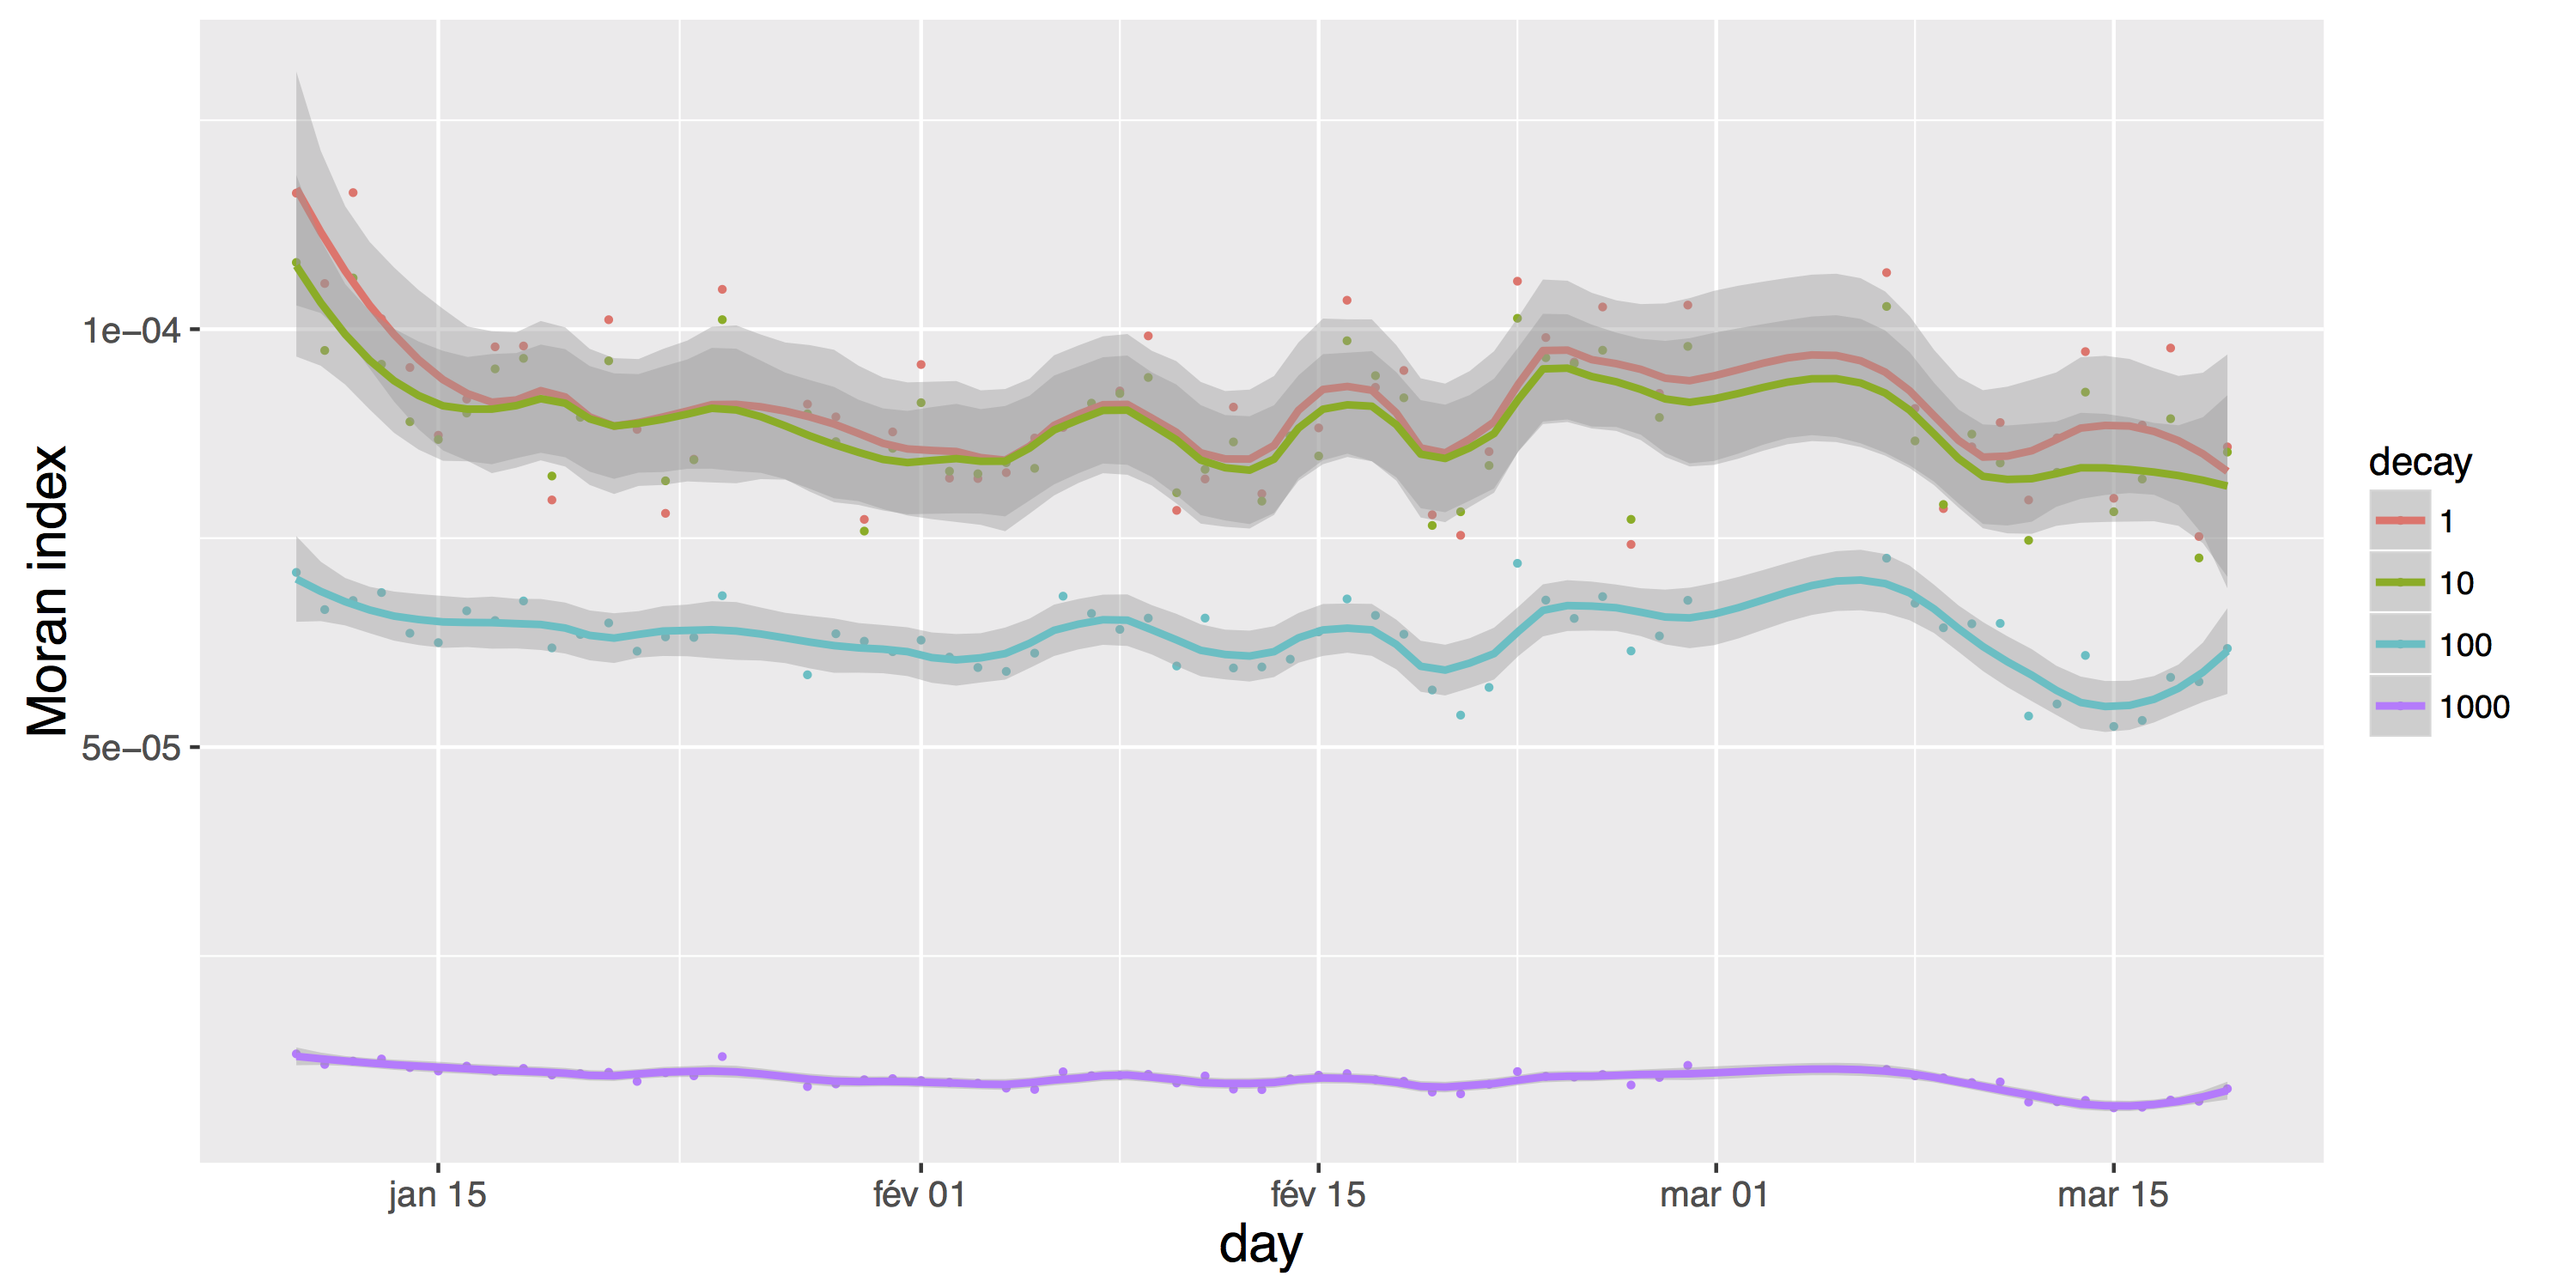 Moran index
1e−04
5e−05
jan 15
fév 01
fév 15
mar 01
mar 15
day
decay
1
10
100
1000